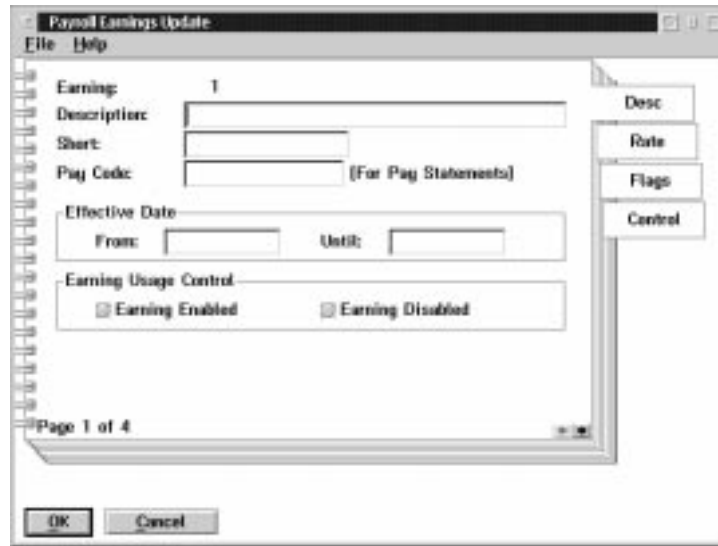 Payroll Earnings Update
File Help
Earning: 1
Description:
Short:
Pay Code: (For Pay Statements)
Effective Date
From: Until:
Earning Usage Control
Earning Enabled Earning Disabled
Page 1 of 4
Desc
Rate
Flags
Control
OK Cancel